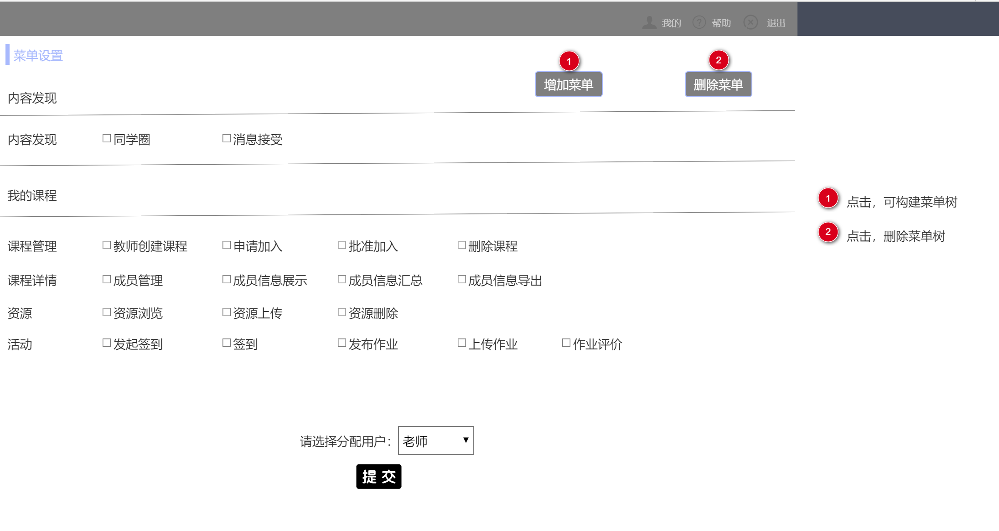 我的 帮助 退出
菜单设置
1 2
增加菜单 删除菜单
内容发现
内容发现 同学圈 消息接受
我的课程
1 点击，可构建菜单树
2 点击，删除菜单树
课程管理 教师创建课程 申请加入 批准加入 删除课程
课程详情 成员管理 成员信息展示 成员信息汇总 成员信息导出
资源 资源浏览 资源上传 资源删除
活动 发起签到 签到 发布作业 上传作业 作业评价
请选择分配用户： 老师
提 交